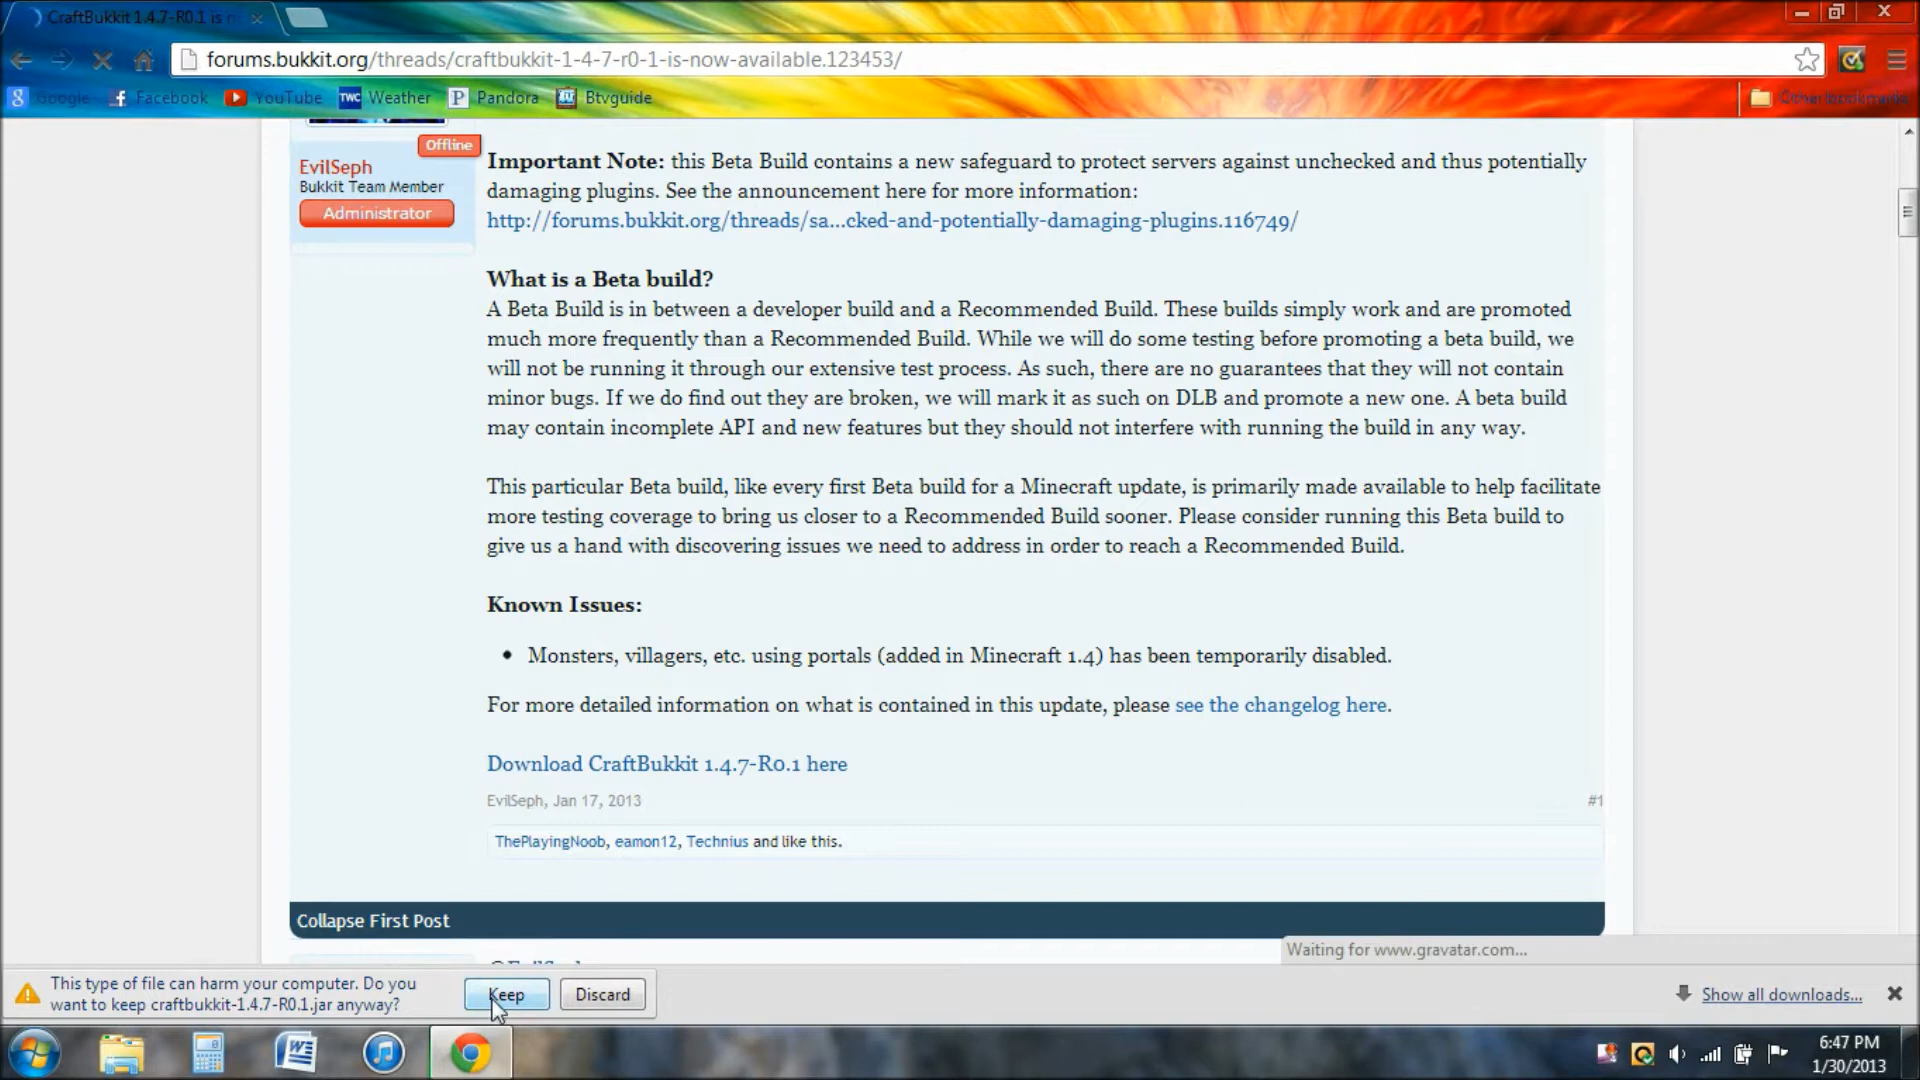 CraftBukkit 1.4.7-R0.1 is n
forums.bukkit.org/threads/craftbukkit-1-4-7-r0-1-is-now-available.123453/
Google Facebook YouTube TWC Weather Pandora Btvguide Other bookmarks
Offline
EvilSeph
Bukkit Team Member
Administrator
Important Note: this Beta Build contains a new safeguard to protect servers against unchecked and thus potentially
damaging plugins. See the announcement here for more information:
http://forums.bukkit.org/threads/sa...cked-and-potentially-damaging-plugins.116749/
What is a Beta build?
A Beta Build is in between a developer build and a Recommended Build. These builds simply work and are promoted
much more frequently than a Recommended Build. While we will do some testing before promoting a beta build, we
will not be running it through our extensive test process. As such, there are no guarantees that they will not contain
minor bugs. If we do find out they are broken, we will mark it as such on DLB and promote a new one. A beta build
may contain incomplete API and new features but they should not interfere with running the build in any way.
This particular Beta build, like every first Beta build for a Minecraft update, is primarily made available to help facilitate
more testing coverage to bring us closer to a Recommended Build sooner. Please consider running this Beta build to
give us a hand with discovering issues we need to address in order to reach a Recommended Build.
Known Issues:
• Monsters, villagers, etc. using portals (added in Minecraft 1.4) has been temporarily disabled.
For more detailed information on what is contained in this update, please see the changelog here.
Download CraftBukkit 1.4.7-R0.1 here
EvilSeph, Jan 17, 2013 #1
ThePlayingNoob, eamon12, Technius and like this.
Collapse First Post
Waiting for www.gravatar.com...
This type of file can harm your computer. Do you
want to keep craftbukkit-1.4.7-R0.1.jar anyway?
Keep Discard
Show all downloads...
6:47 PM
1/30/2013